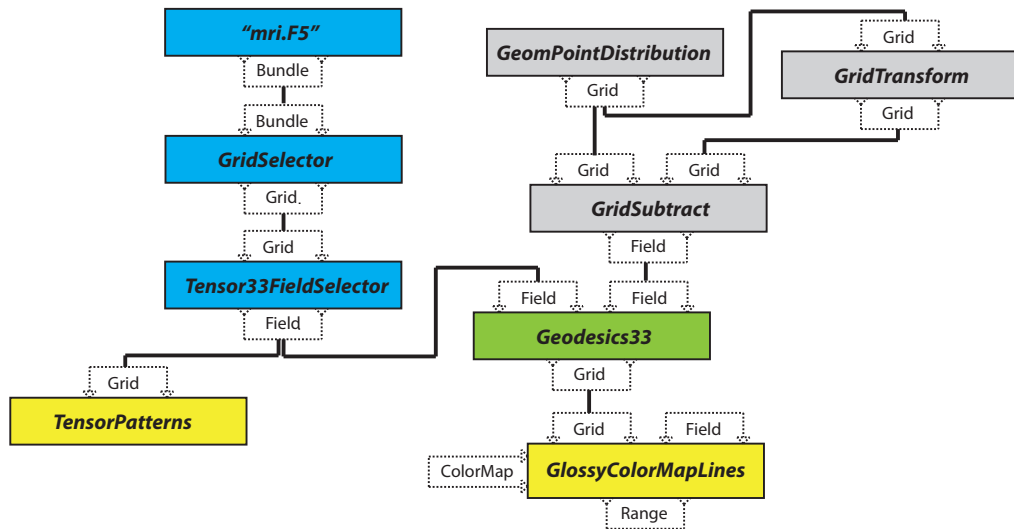 “mri.F5”
Bundle
Bundle
GridSelector
Grid.
Grid
Tensor33FieldSelector
Field
Grid
TensorPatterns
GeomPointDistribution
Grid
Grid
GridTransform
Grid
Grid
Grid
GridSubtract
Field
Field
Field
Geodesics33
Grid
Grid
Field
ColorMap
GlossyColorMapLines
Range